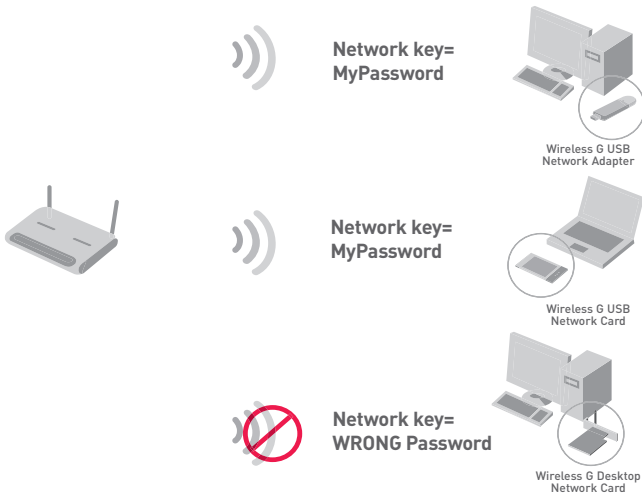 Network key=
MyPassword
Wireless G USB
Network Adapter
Network key=
MyPassword
Wireless G USB
Network Card
Network key=
WRONG Password
Wireless G Desktop
Network Card